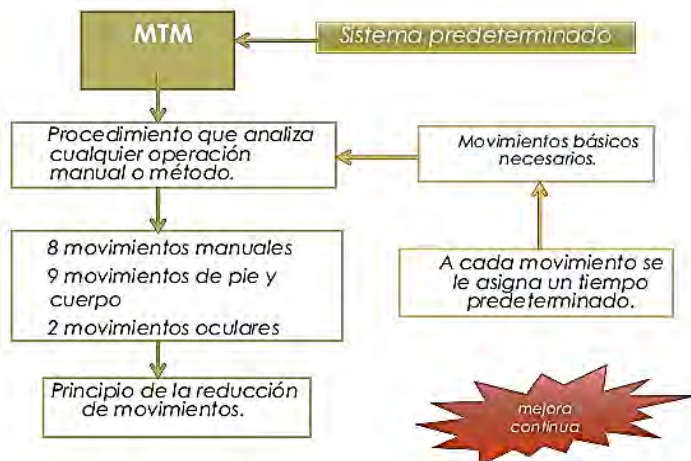 MTM
Sistema predeterminado
Procedimiento que analiza
cualquier operación
manual o método.
Movimientos básicos
necesarios.
8 movimientos manuales
9 movimientos de pie y
cuerpo
2 movimientos oculares
A cada movimiento se
le asigna un tiempo
predeterminado.
Principio de la reducción
de movimientos.
mejora
continua